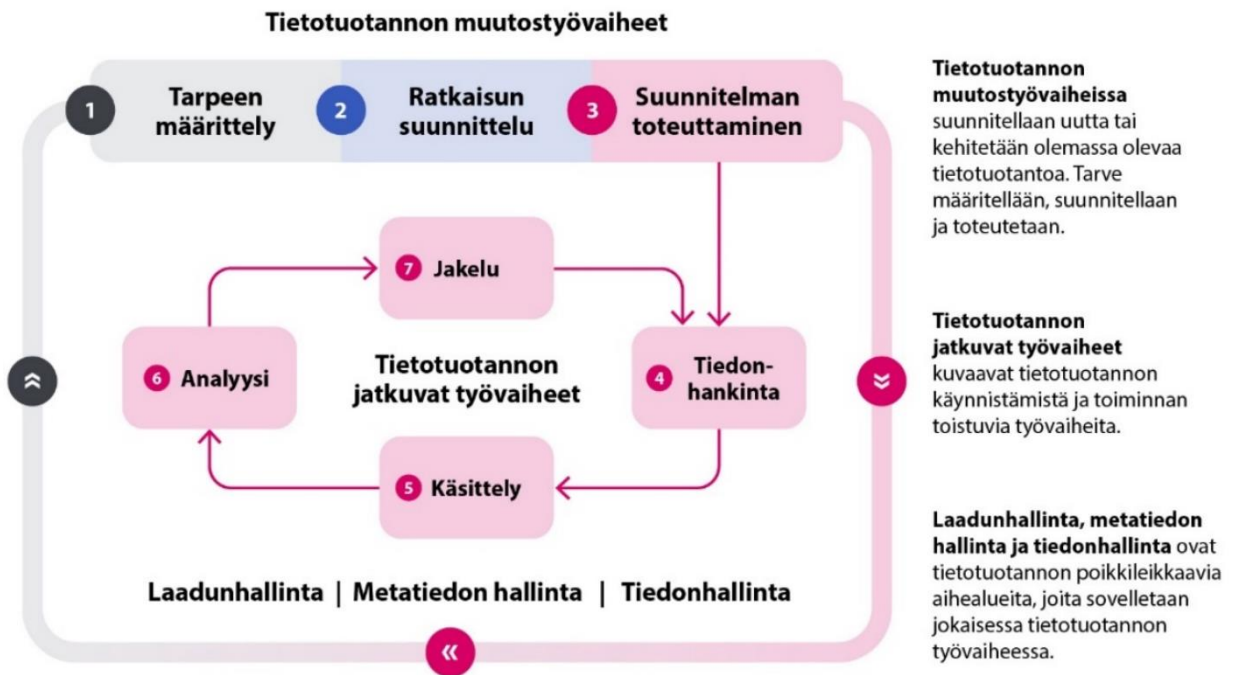 Tietotuotannon muutostyövaiheet
1 Tarpeen
määrittely
2 Ratkaisun
suunnittelu
3 Suunnitelman
toteuttaminen
7 Jakelu
6 Analyysi
Tietotuotannon
jatkuvat työvaiheet
4 Tiedon-
hankinta
5 Käsittely
Laadunhallinta | Metatiedon hallinta | Tiedonhallinta
Tietotuotannon
muutostyövaiheissa
suunnitellaan uutta tai
kehitetään olemassa olevaa
tietotuotantoa. Tarve
määritellään, suunnitellaan
ja toteutetaan.
Tietotuotannon
jatkuvat työvaiheet
kuvaavat tietotuotannon
käynnistämistä ja toiminnan
toistuvia työvaiheita.
Laadunhallinta, metatiedon
hallinta ja tiedonhallinta ovat
tietotuotannon poikkileikkaavia
aihealueita, joita sovelletaan
jokaisessa tietotuotannon
työvaiheessa.